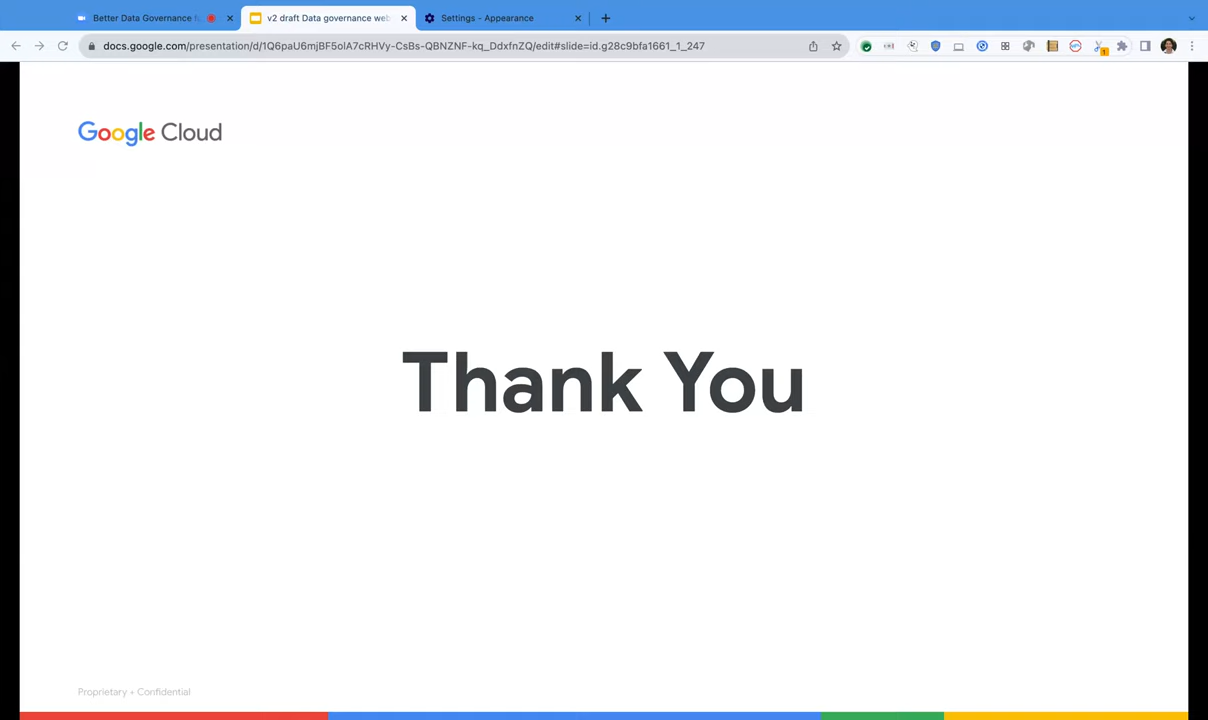 Better Data Governance f
v2 draft Data governance web
Settings - Appearance
docs.google.com/presentation/d/1Q6paU6mjBF5olA7cRHVy-CsBs-QBNZNF-kq_DdxfnZQ/edit#slide=id.g28c9bfa1661_1_247
1
Google Cloud
Thank You
Proprietary + Confidential